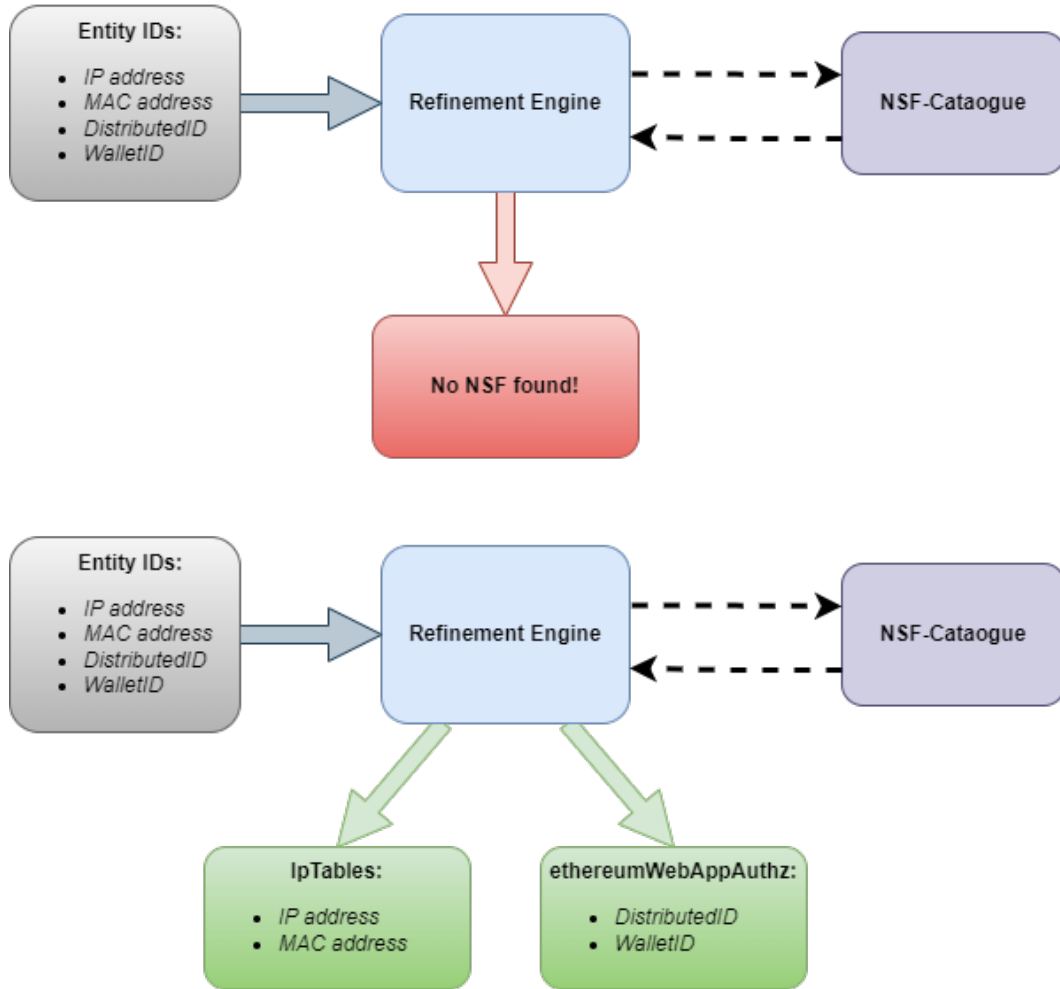 Entity IDs:
• IP address
• MAC address
• DistributedID
• WalletID
Refinement Engine
NSF-Cataogue
No NSF found!
Entity IDs:
• IP address
• MAC address
• DistributedID
• WalletID
Refinement Engine
NSF-Cataogue
IpTables:
• IP address
• MAC address
ethereumWebAppAuthz:
• DistributedID
• WalletID